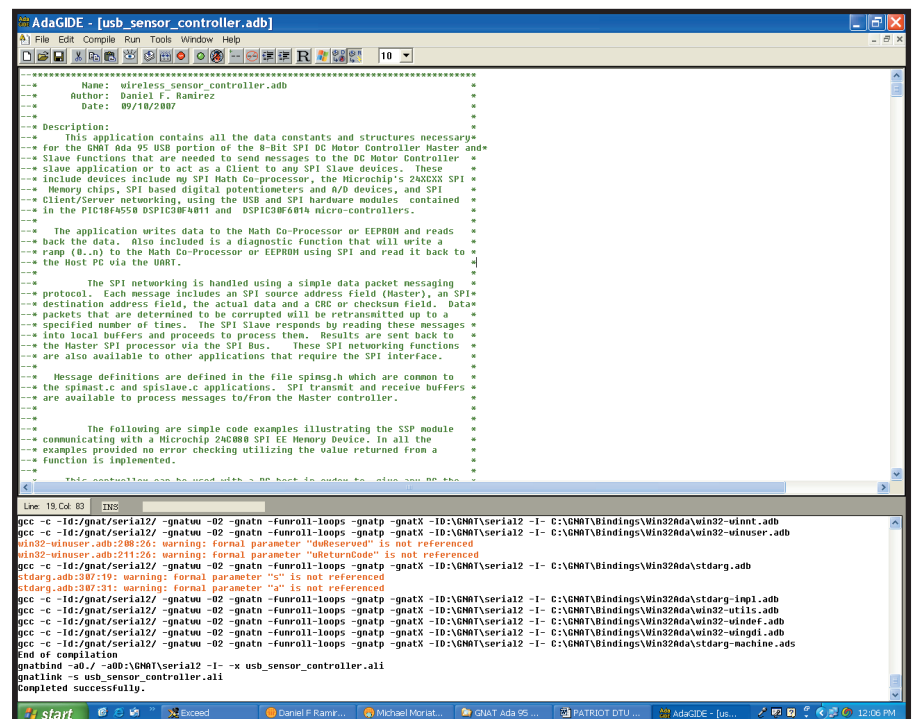 AdaGIDE - [usb_sensor_controller.adb]
File Edit Compile Run Tools Window Help
R 10
--********************************************************************************
--* Name: wireless_sensor_controller.adb *
--* Author: Daniel F. Ramirez *
--* Date: 09/10/2007 *
--* *
--* Description: *
--* This application contains all the data constants and structures necessary*
--* for the GNAT Ada 95 USB portion of the 8-Bit SPI DC Motor Controller Master and*
--* Slave functions that are needed to send messages to the DC Motor Controller *
--* slave application or to act as a Client to any SPI Slave devices. These *
--* include devices include my SPI Math Co-processor, the Microchip's 24XCXX SPI *
--* Memory chips, SPI based digital potentiometers and A/D devices, and SPI *
--* Client/Server networking, using the USB and SPI hardware modules contained *
--* in the PIC18F4550 DSPIC30F4011 and DSPIC30F6014 micro-controllers. *
--* *
--* The application writes data to the Math Co-Processor or EEPROM and reads *
--* back the data. Also included is a diagnostic function that will write a *
--* ramp (0..n) to the Math Co-Processor or EEPROM using SPI and read it back to *
--* the Host PC via the UART. *
--* *
--* The SPI networking is handled using a simple data packet messaging *
--* protocol. Each message includes an SPI source address field (Master), an SPI*
--* destination address field, the actual data and a CRC or checksum field. Data*
--* packets that are determined to be corrupted will be retransmitted up to a *
--* specified number of times. The SPI Slave responds by reading these messages *
--* into local buffers and proceeds to process them. Results are sent back to *
--* the Master SPI processor via the SPI Bus. These SPI networking functions *
--* are also available to other applications that require the SPI interface. *
--* *
--* Message definitions are defined in the file spimsg.h which are common to *
--* the spimast.c and spislave.c applications. SPI transmit and receive buffers *
--* are available to process messages to/from the Master controller. *
--* *
--* *
--* The following are simple code examples illustrating the SSP module *
--* communicating with a Microchip 24C080 SPI EE Memory Device. In all the *
--* examples provided no error checking utilizing the value returned from a *
--* function is implemented. *
--* *
--* This controller can be used with a PC host in order to give any PC the *
Line: 19, Col: 83 INS
gcc -c -Id:/gnat/serial2/ -gnatwu -O2 -gnatn -funroll-loops -gnatp -gnatX -ID:\GNAT\serial2 -I- C:\GNAT\Bindings\Win32Ada\win32-winnt.adb
gcc -c -Id:/gnat/serial2/ -gnatwu -O2 -gnatn -funroll-loops -gnatp -gnatX -ID:\GNAT\serial2 -I- C:\GNAT\Bindings\Win32Ada\win32-winuser.adb
win32-winuser.adb:208:26: warning: formal parameter "dwReserved" is not referenced
win32-winuser.adb:211:26: warning: formal parameter "uReturnCode" is not referenced
gcc -c -Id:/gnat/serial2/ -gnatwu -O2 -gnatn -funroll-loops -gnatp -gnatX -ID:\GNAT\serial2 -I- C:\GNAT\Bindings\Win32Ada\stdarg.adb
stdarg.adb:307:19: warning: formal parameter "s" is not referenced
stdarg.adb:307:31: warning: formal parameter "a" is not referenced
gcc -c -Id:/gnat/serial2/ -gnatwu -O2 -gnatn -funroll-loops -gnatp -gnatX -ID:\GNAT\serial2 -I- C:\GNAT\Bindings\Win32Ada\stdarg-impl.adb
gcc -c -Id:/gnat/serial2/ -gnatwu -O2 -gnatn -funroll-loops -gnatp -gnatX -ID:\GNAT\serial2 -I- C:\GNAT\Bindings\Win32Ada\win32-utils.adb
gcc -c -Id:/gnat/serial2/ -gnatwu -O2 -gnatn -funroll-loops -gnatp -gnatX -ID:\GNAT\serial2 -I- C:\GNAT\Bindings\Win32Ada\win32-windef.adb
gcc -c -Id:/gnat/serial2/ -gnatwu -O2 -gnatn -funroll-loops -gnatp -gnatX -ID:\GNAT\serial2 -I- C:\GNAT\Bindings\Win32Ada\win32-wingdi.adb
gcc -c -Id:/gnat/serial2/ -gnatwu -O2 -gnatn -funroll-loops -gnatp -gnatX -ID:\GNAT\serial2 -I- C:\GNAT\Bindings\Win32Ada\stdarg-machine.ads
End of compilation
gnatbind -aO./ -aOD:\GNAT\serial2 -I- -x usb_sensor_controller.ali
gnatlink -s usb_sensor_controller.ali
Completed successfully.
start Exceed Daniel F Ramir... Michael Moriat... GNAT Ada 95 ... PATRIOT DTU ... AdaGIDE - [us... 12:06 PM